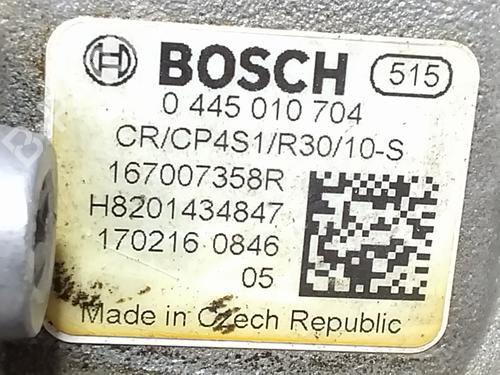 BOSCH 515
0 445 010 704
CR/CP4S1/R30/10-S
167007358R
H8201434847
170216 0846
05
Made in Czech Republic